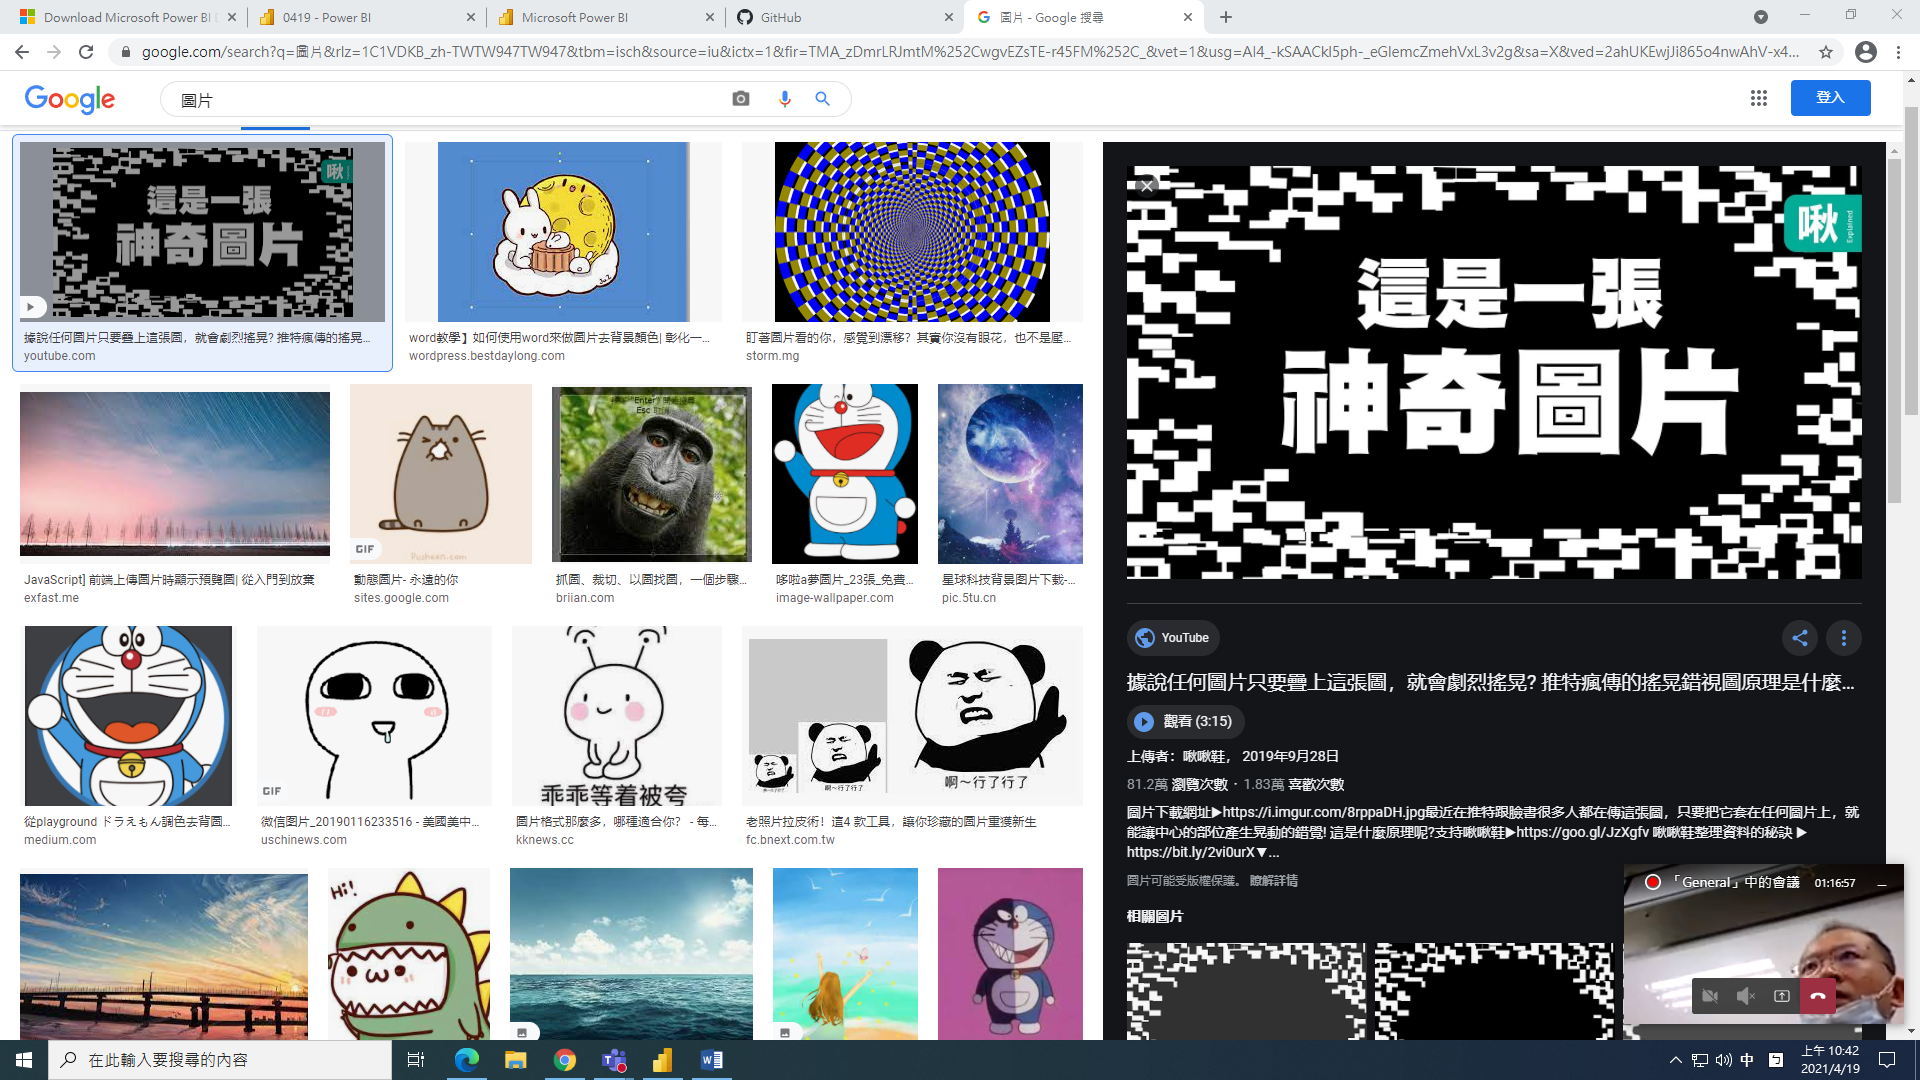 Download Microsoft Power BI D
0419 - Power BI
Microsoft Power BI
GitHub
圖片 - Google 搜尋
google.com/search?q=圖片&rlz=1C1VDKB_zh-TWTW947TW947&tbm=isch&source=iu&ictx=1&fir=TMA_zDmrLRJmtM%252CwgvEZsTE-r45FM%252C_&vet=1&usg=AI4_-kSAACkI5ph-_eGIemcZmehVxL3v2g&sa=X&ved=2ahUKEwjJi865o4nwAhV-x4...
Google
圖片
登入
啾
這是一張
神奇圖片
據說任何圖片只要疊上這張圖，就會劇烈搖晃? 推特瘋傳的搖晃...
youtube.com
word教學】如何使用word來做圖片去背景顏色| 彰化一...
wordpress.bestdaylong.com
盯著圖片看的你，感覺到漂移? 其實你沒有眼花，也不是壓...
storm.mg
JavaScript] 前端上傳圖片時顯示預覽圖| 從入門到放棄
exfast.me
GIF
Pusheen.com
動態圖片- 永遠的你
sites.google.com
Esc
抓圖、裁切、以圖找圖，一個步驟...
briian.com
哆啦a夢圖片_23張_免費...
image-wallpaper.com
星球科技背景图片下载-...
pic.5tu.cn
從playground ドラえもん調色去背圖...
medium.com
GIF
微信图片_20190116233516 - 美國美中...
uschinews.com
乖乖等着被夸
圖片格式那麼多，哪種適合你? - 每...
kknews.cc
啊～行了行了
啊～行了行了
老照片拉皮術！這4 款工具，讓你珍藏的圖片重獲新生
fc.bnext.com.tw
Hi!
啾
Explained
這是一張
神奇圖片
YouTube
據說任何圖片只要疊上這張圖，就會劇烈搖晃? 推特瘋傳的搖晃錯視圖原理是什麼...
觀看 (3:15)
上傳者：啾啾鞋， 2019年9月28日
81.2萬 瀏覽次數 · 1.83萬 喜歡次數
圖片下載網址▶https://i.imgur.com/8rppaDH.jpg最近在推特跟臉書很多人都在傳這張圖，只要把它套在任何圖片上，就
能讓中心的部位產生晃動的錯覺! 這是什麼原理呢?支持啾啾鞋▶https://goo.gl/JzXgfv 啾啾鞋整理資料的秘訣 ▶
https://bit.ly/2vi0urX▼...
圖片可能受版權保護。 瞭解詳情
相關圖片
「General」中的會議
01:16:57
在此輸入要搜尋的內容
中
上午 10:42
2021/4/19